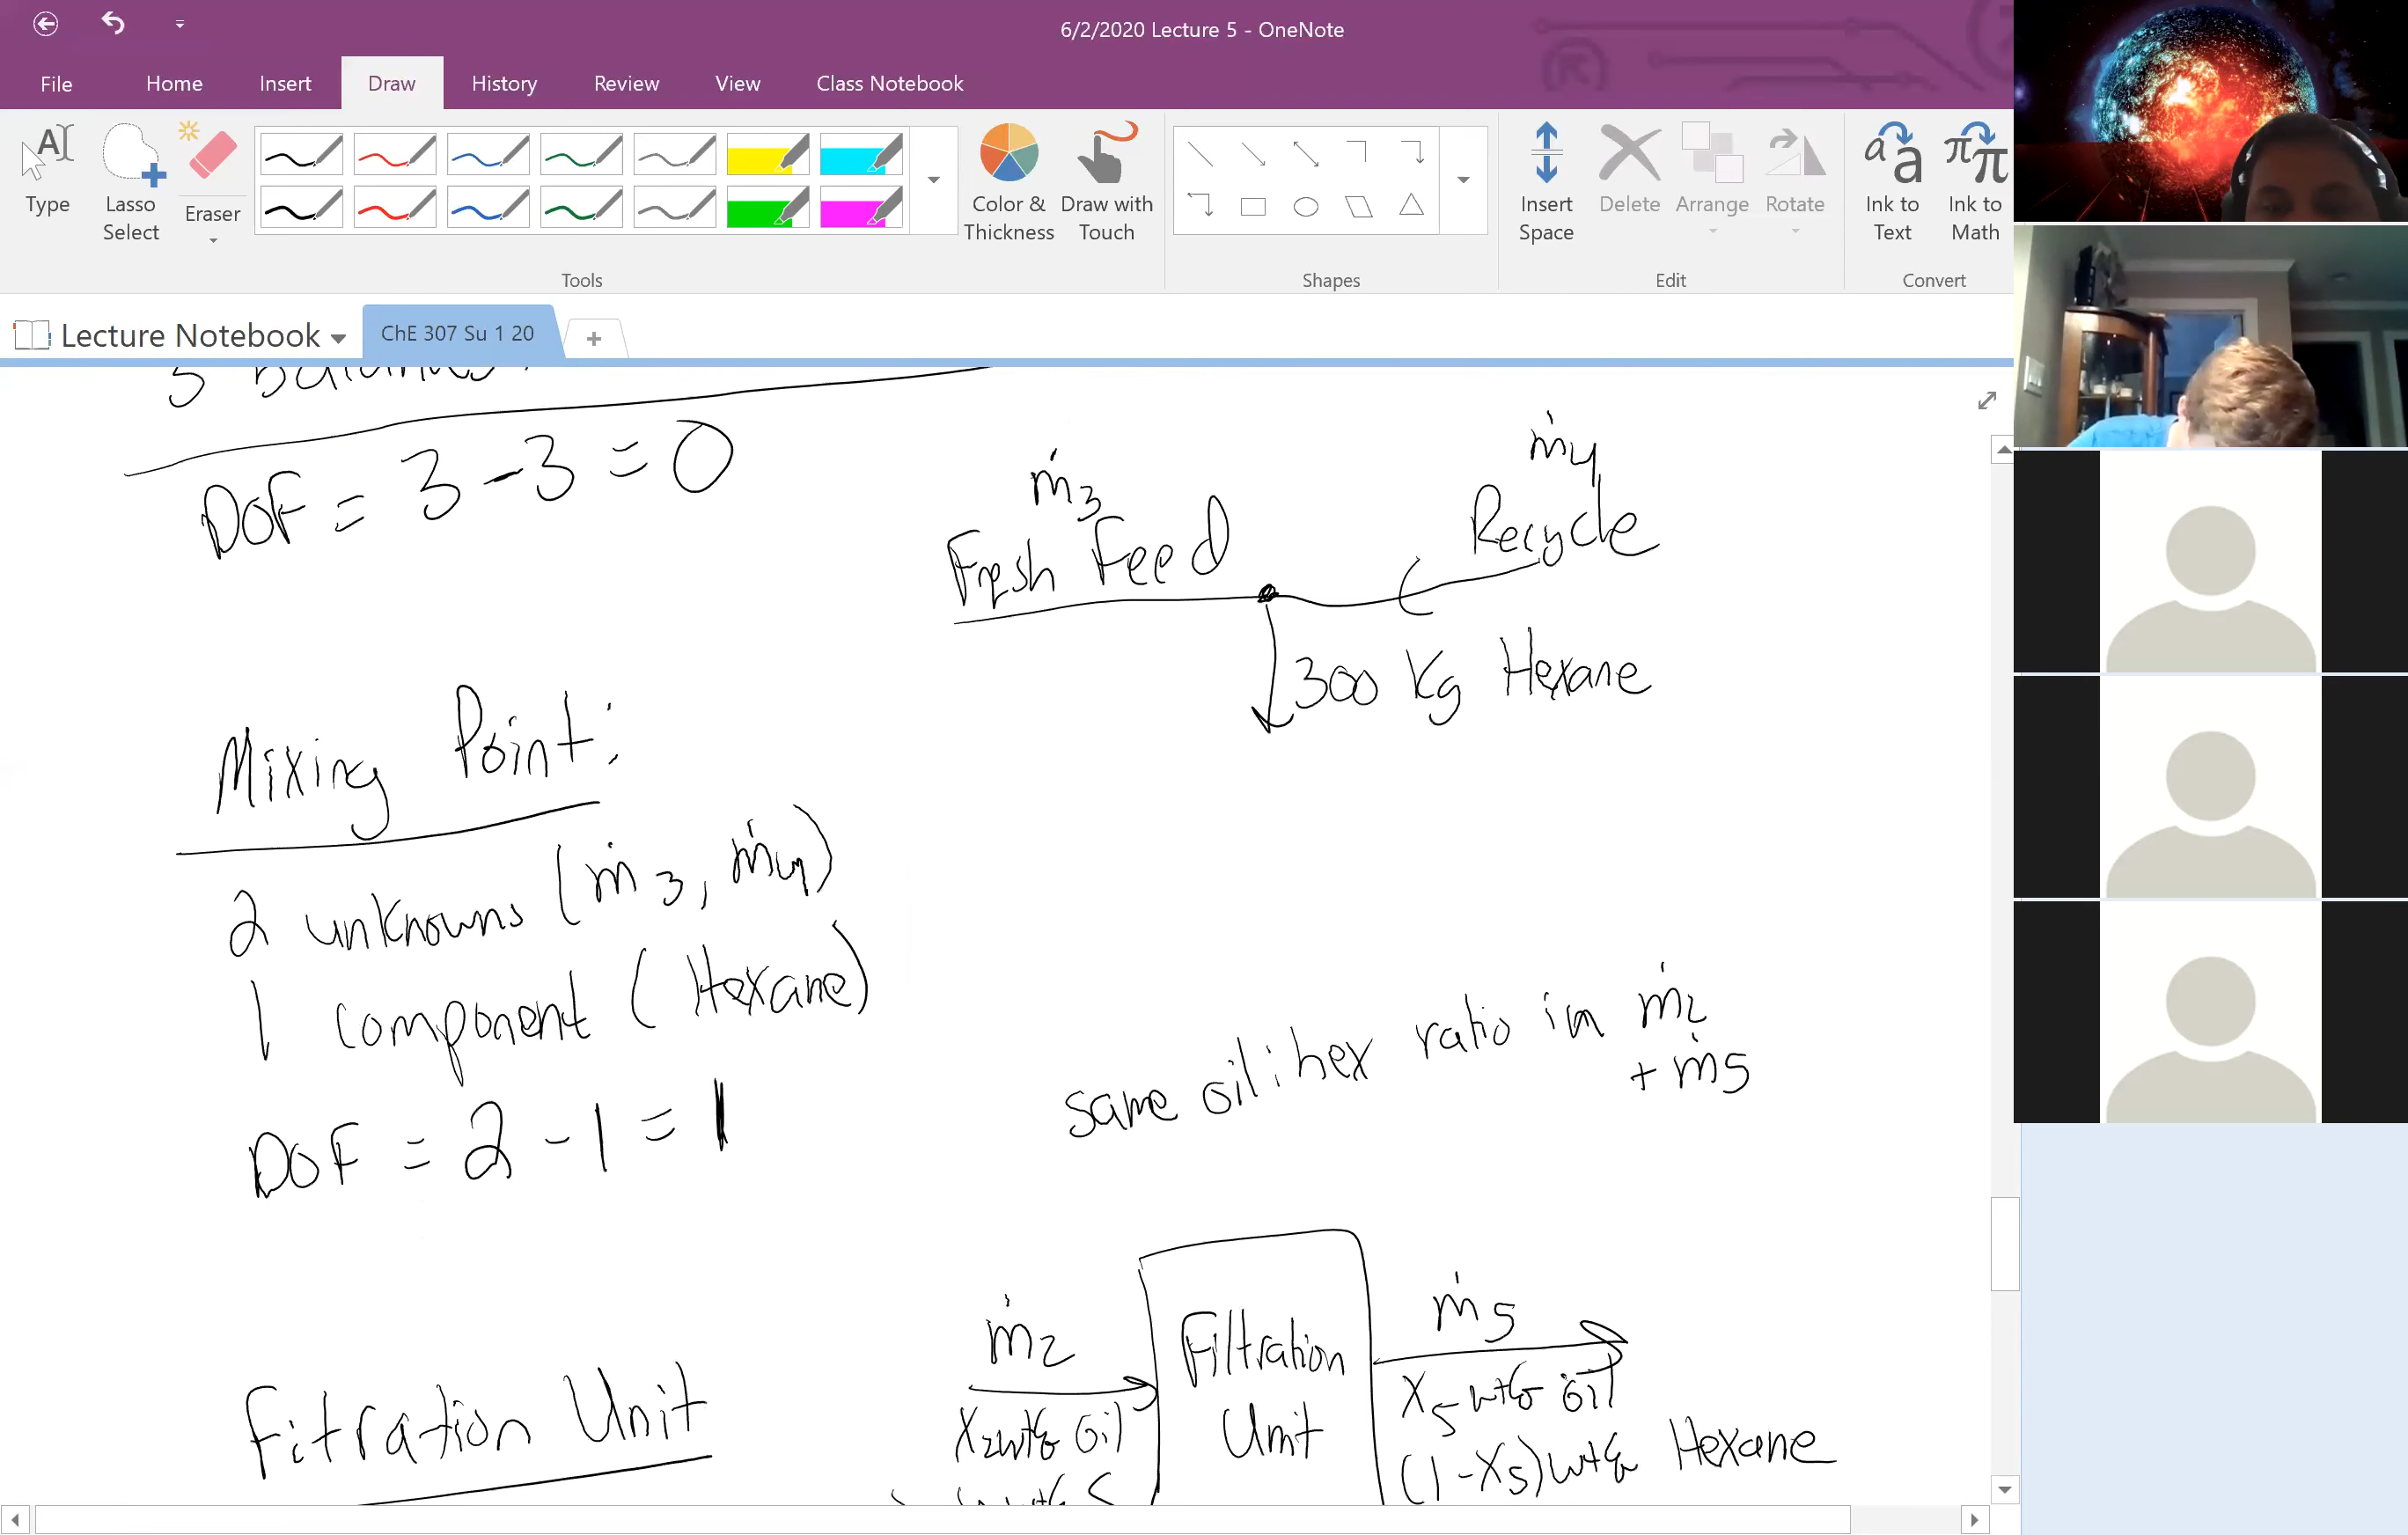 6/2/2020 Lecture 5 - OneNote
File Home Insert Draw History Review View Class Notebook
Type
Lasso Select
Eraser
Color & Thickness
Draw with Touch
Insert Space
Delete
Arrange
Rotate
Ink to Text
Ink to Math
Tools Shapes Edit Convert
Lecture Notebook
ChE 307 Su 1 20
DOF = 3 - 3 = 0
ṁ3
Fresh Feed
ṁ4
Recycle
300 Kg Hexane
Mixing Point:
2 unknowns (ṁ3, ṁ4)
1 component (Hexane)
DOF = 2 - 1 = 1
same oil:hex ratio in ṁ2
+ ṁ5
Fitration Unit
ṁ2
X2 wt% oil
Filtration
Unit
ṁ5
X5 wt% oil
(1-X5) wt% Hexane